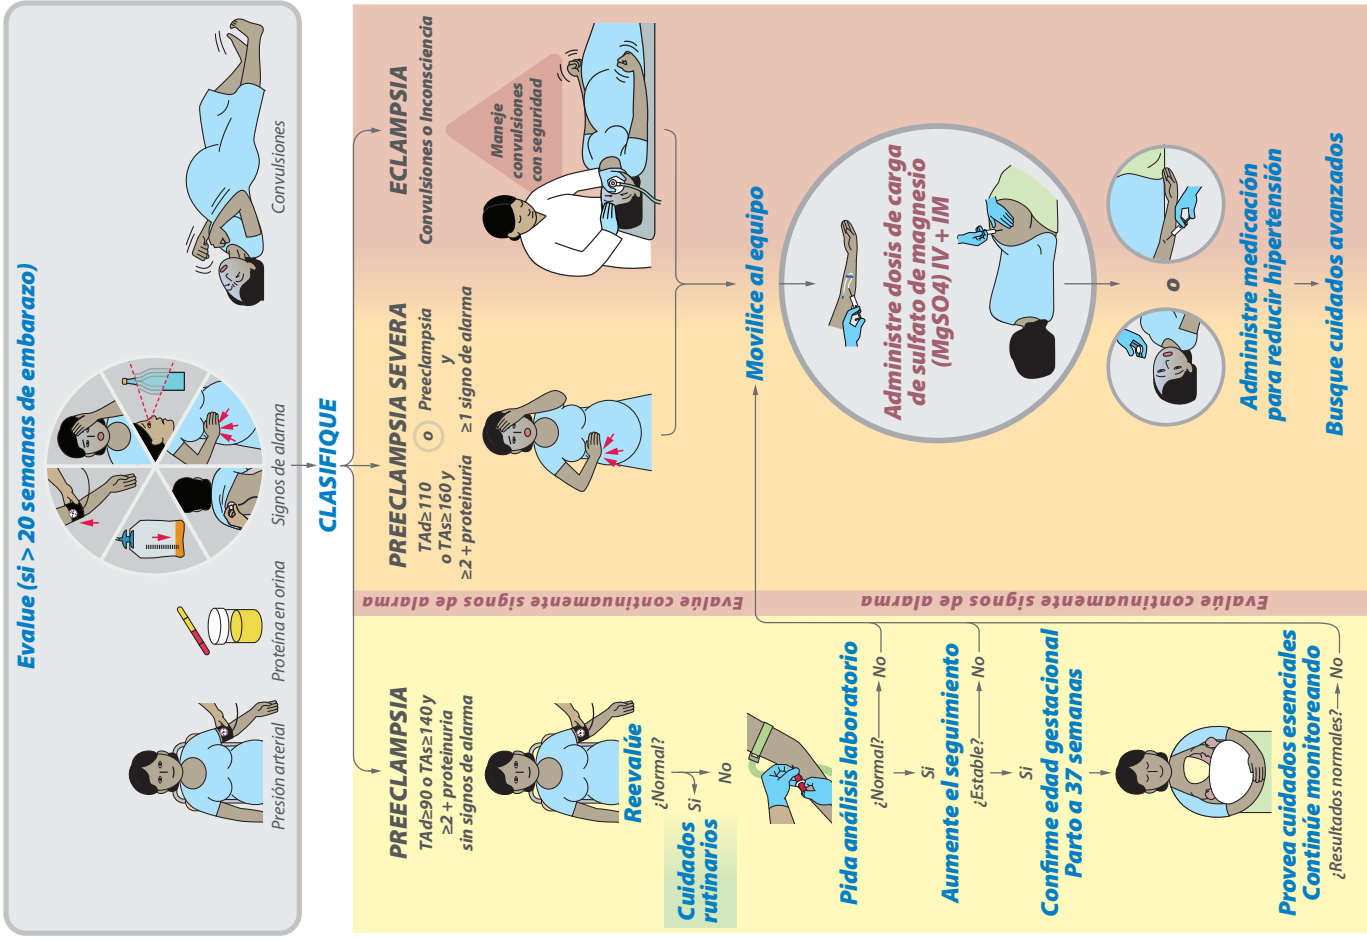 Evalue (si > 20 semanas de embarazo)
Presión arterial
Proteína en orina
Signos de alarma
Convulsiones
CLASIFIQUE
PREECLAMPSIA
TAd≥90 o TAs≥140 y
≥2 + proteinuria
sin signos de alarma
Reevalúe
¿Normal?
Si
No
Cuidados
rutinarios
Pida análisis laboratorio
¿Normal?
No
Si
Aumente el seguimiento
¿Estable?
No
Si
Confirme edad gestacional
Parto a 37 semanas
Provea cuidados esenciales
Continúe monitoreando
¿Resultados normales?
No
Evalúe continuamente signos de alarma
Evalúe continuamente signos de alarma
PREECLAMPSIA SEVERA
TAd≥110
o TAs≥160 y
≥2 + proteinuria
o
Preeclampsia
y
≥1 signo de alarma
ECLAMPSIA
Convulsiones o Inconsciencia
Maneje
convulsiones
con seguridad
Movilice al equipo
Administre dosis de carga
de sulfato de magnesio
(MgSO4) IV + IM
o
Administre medicación
para reducir hipertensión
Busque cuidados avanzados